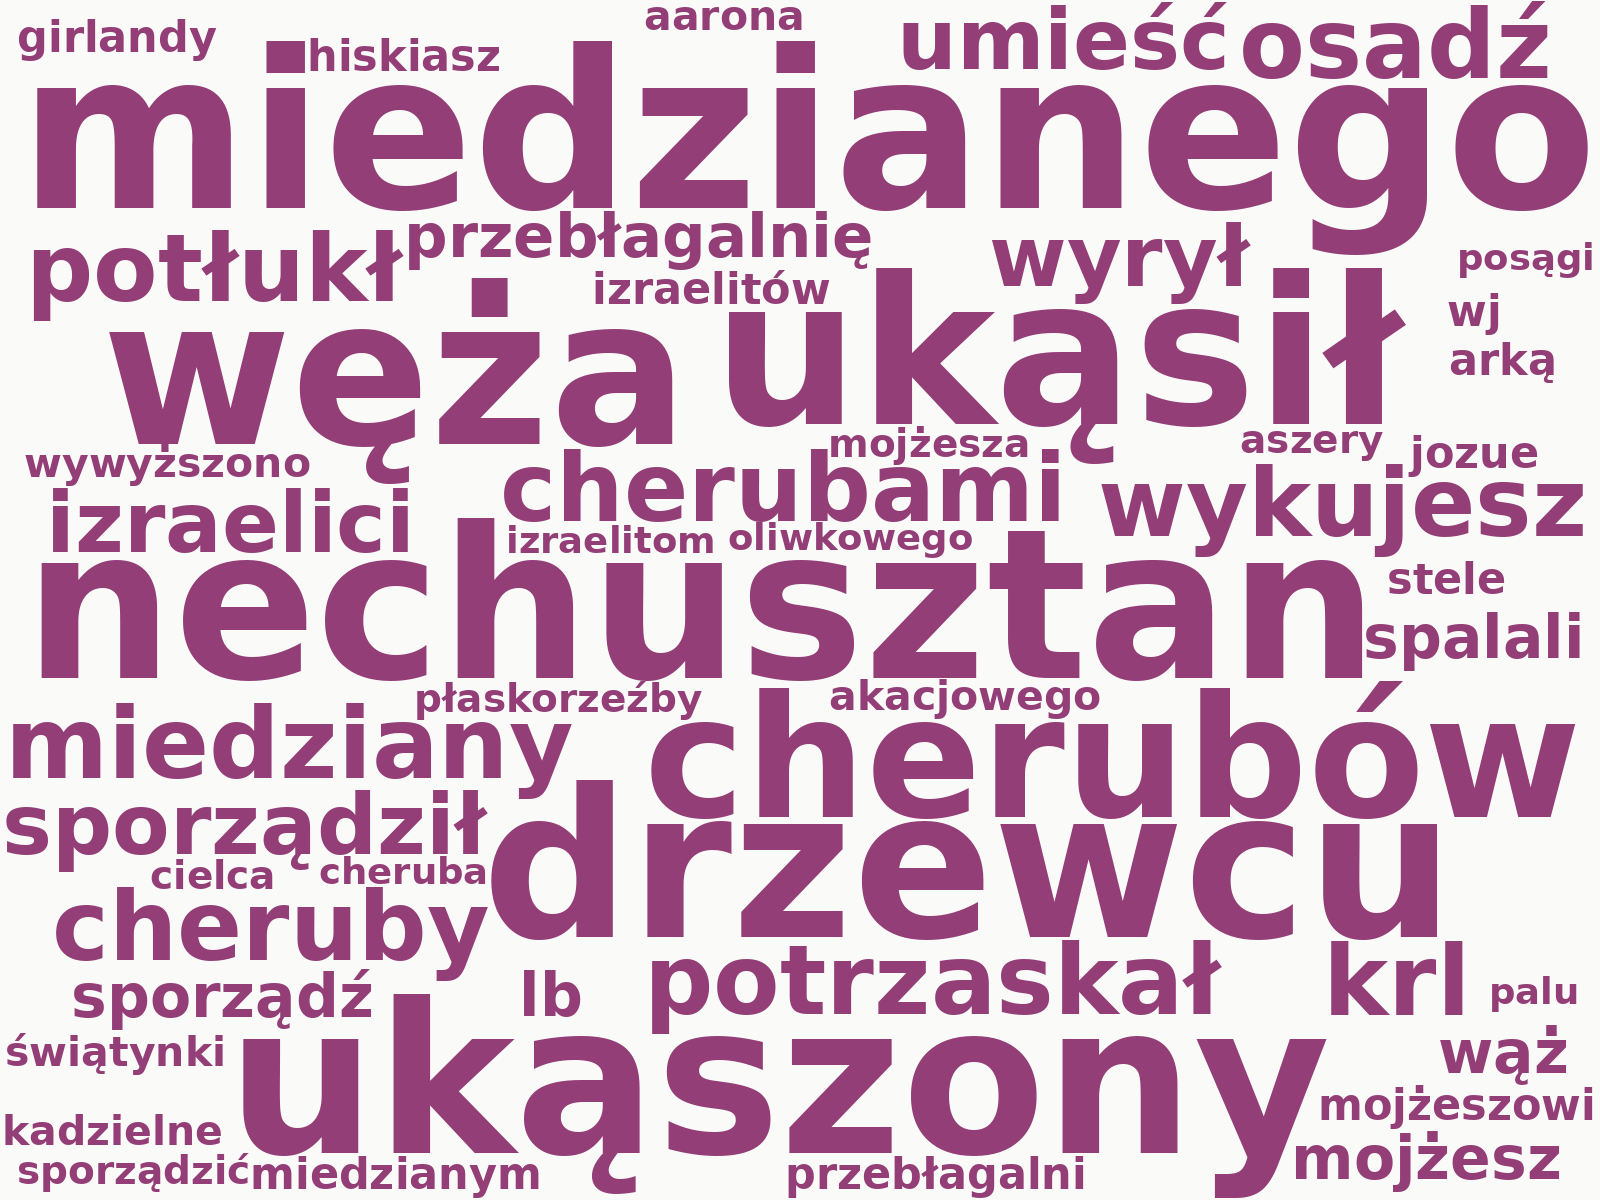 girlandy
hiskiasz
aarona
umieść
osadź
miedzianego
potłukł
przebłagalnię
izraelitów
wyrył
posągi
wj
arką
węża
ukąsił
wywyższono
mojżesza
aszery
jozue
izraelici
cherubami
wykujesz
izraelitom
oliwkowego
nechusztan
stele
spalali
płaskorzeźby
akacjowego
miedziany
cherubów
sporządził
drzewcu
cielca
cheruba
cheruby
sporządź
lb
potrzaskał
krl
palu
świątynki
ukąszony
wąż
mojżeszowi
kadzielne
mojżesz
sporządzić
miedzianym
przebłagalni